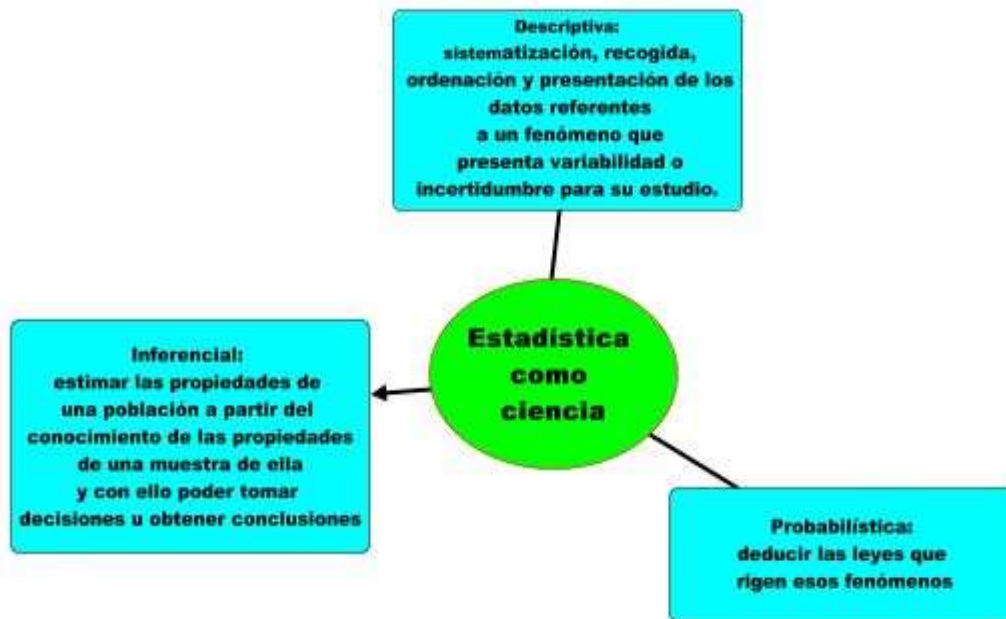 Descriptiva:
sistematización, recogida,
ordenación y presentación de los
datos referentes
a un fenómeno que
presenta variabilidad o
incertidumbre para su estudio.
Estadística
como
ciencia
Inferencial:
estimar las propiedades de
una población a partir del
conocimiento de las propiedades
de una muestra de ella
y con ello poder tomar
decisiones u obtener conclusiones
Probabilística:
deducir las leyes que
rigen esos fenómenos